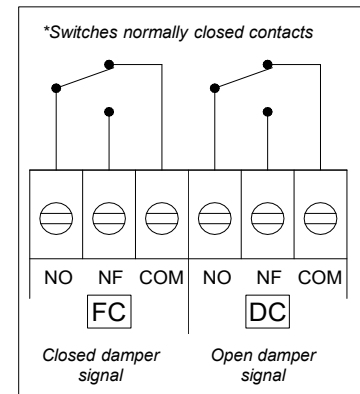 *Switches normally closed contacts
NO NF COM NO NF COM
FC DC
Closed damper signal
Open damper signal